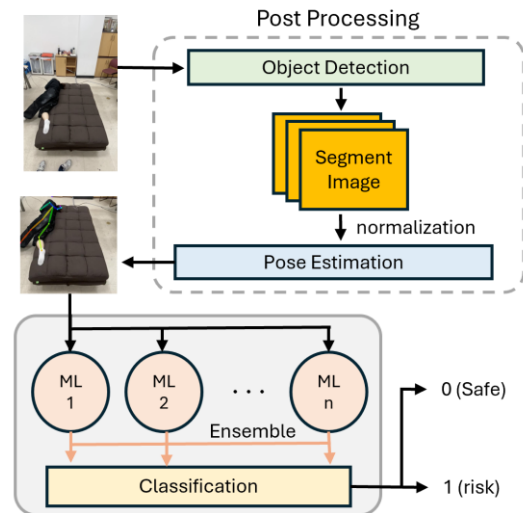 Post Processing
Object Detection
Segment
Image
normalization
Pose Estimation
ML
1
ML
2
. . .
ML
n
Ensemble
Classification
0 (Safe)
1 (risk)